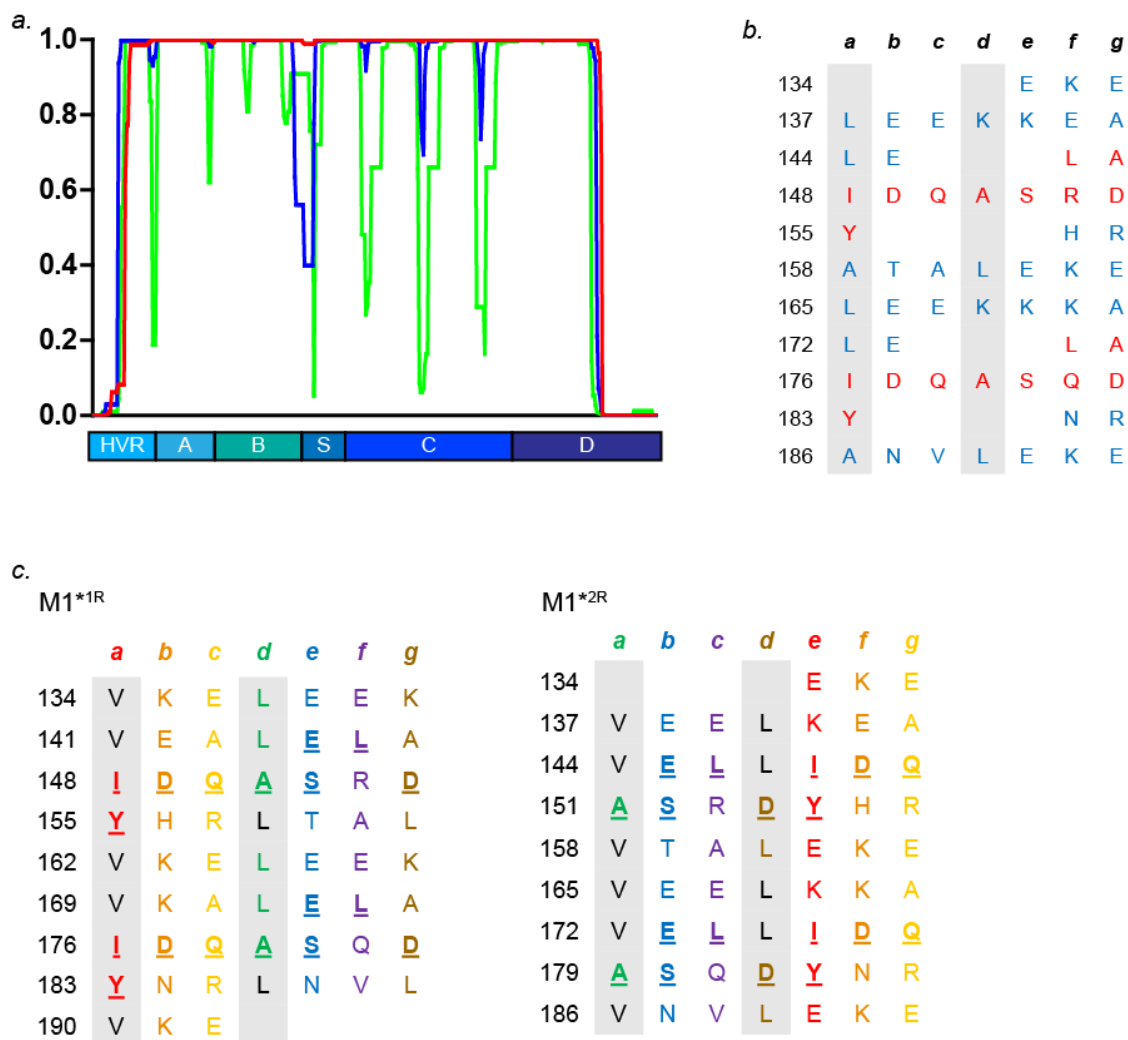 a.
1.0
0.8
0.6
0.4
0.2
0.0
HVR A B S C D
b.
a b c d e f g
134 E K E
137 L E E K K E A
144 L E L A
148 I D Q A S R D
155 Y H R
158 A T A L E K E
165 L E E K K K A
172 L E L A
176 I D Q A S Q D
183 Y N R
186 A N V L E K E
c.
M1*1R
a b c d e f g
134 V K E L E E K
141 V E A L E L A
148 I D Q A S R D
155 Y H R L T A L
162 V K E L E E K
169 V K A L E L A
176 I D Q A S Q D
183 Y N R L N V L
190 V K E
M1*2R
a b c d e f g
134 E K E
137 V E E L K E A
144 V E L L I D Q
151 A S R D Y H R
158 V T A L E K E
165 V E E L K K A
172 V E L L I D Q
179 A S Q D Y N R
186 V N V L E K E